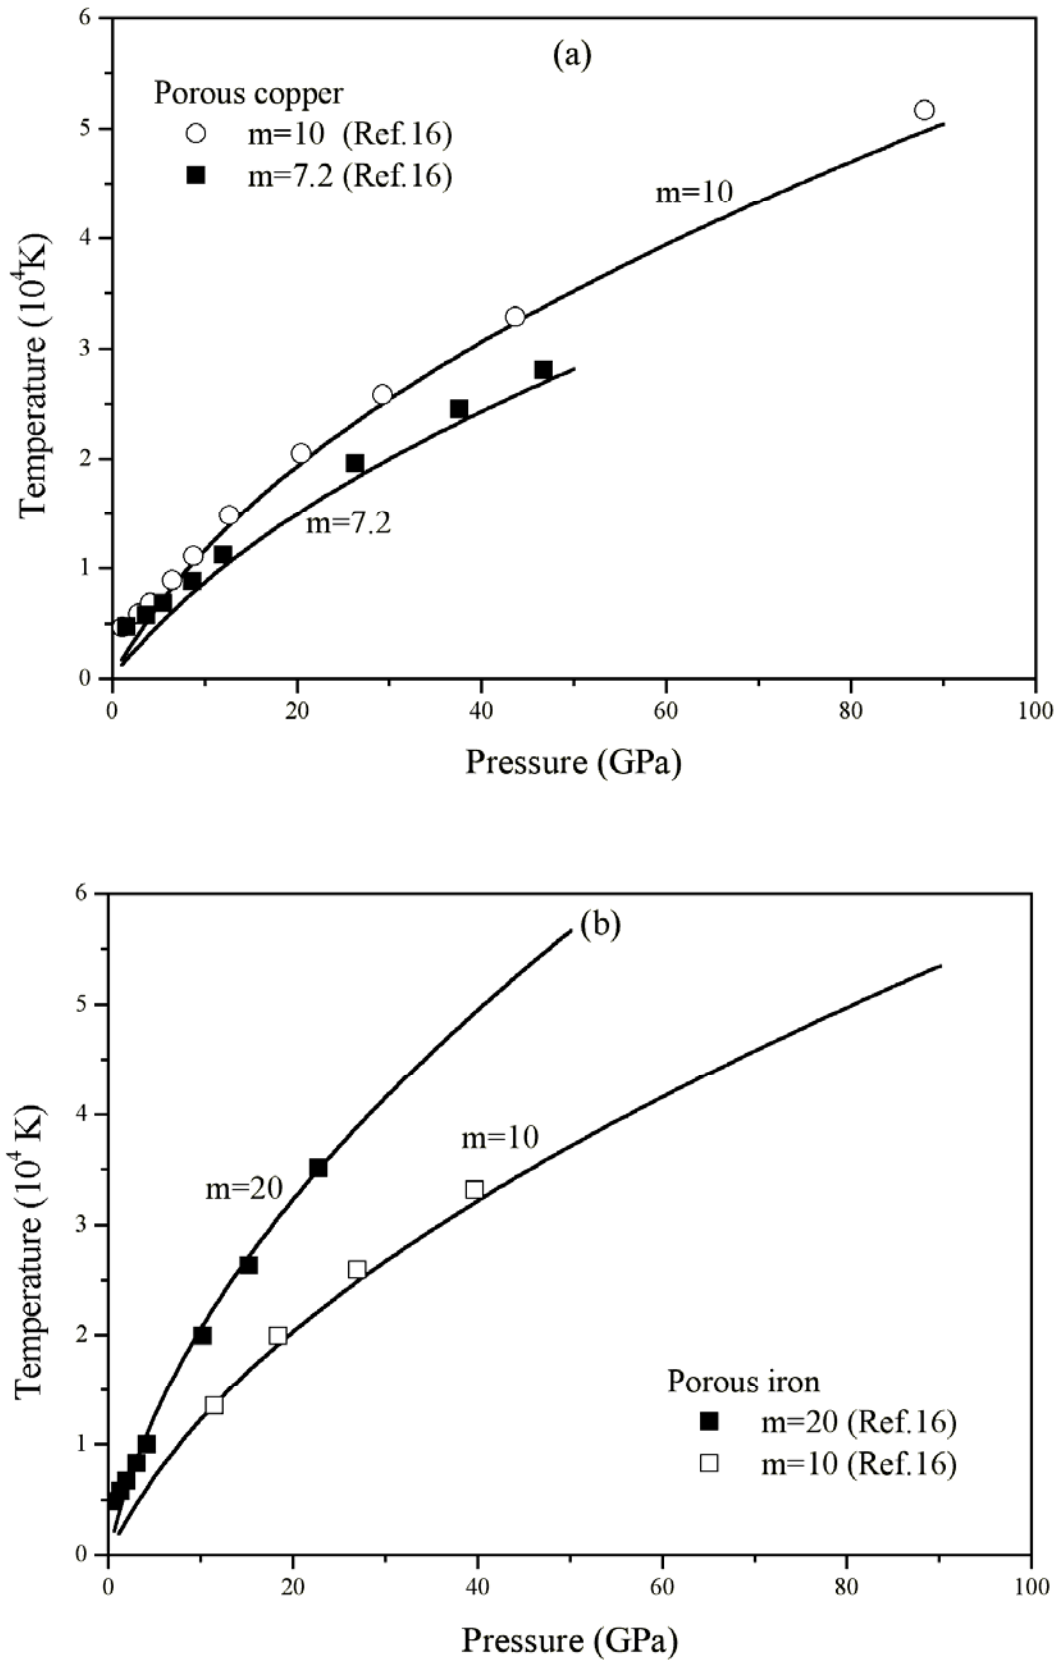 6
(a)
Porous copper
m=10 (Ref.16)
m=7.2 (Ref.16)
5
m=10
4
3
2
m=7.2
1
0
Temperature (10⁴K)
0 20 40 60 80 100
Pressure (GPa)
6
(b)
5
4
m=10
m=20
3
2
Porous iron
m=20 (Ref.16)
m=10 (Ref.16)
1
0
Temperature (10⁴ K)
0 20 40 60 80 100
Pressure (GPa)